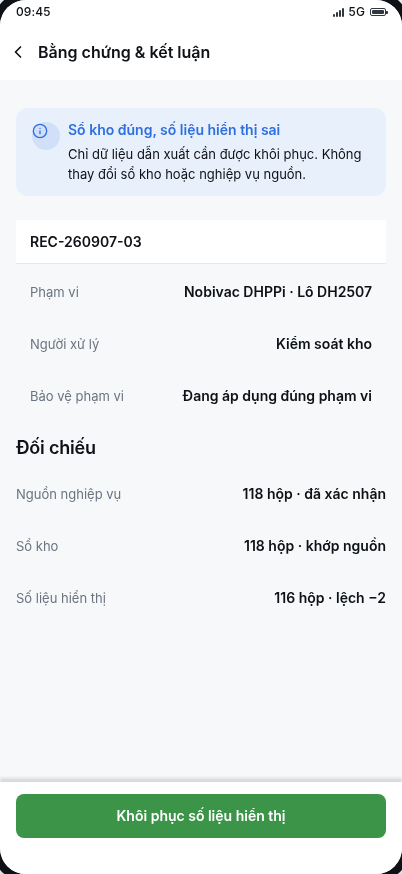 09:45
5G
Bằng chứng & kết luận
Sổ kho đúng, số liệu hiển thị sai
Chỉ dữ liệu dẫn xuất cần được khôi phục. Không
thay đổi sổ kho hoặc nghiệp vụ nguồn.
REC-260907-03
Phạm vi
Nobivac DHPPi · Lô DH2507
Người xử lý
Kiểm soát kho
Bảo vệ phạm vi
Đang áp dụng đúng phạm vi
Đối chiếu
Nguồn nghiệp vụ
118 hộp · đã xác nhận
Sổ kho
118 hộp · khớp nguồn
Số liệu hiển thị
116 hộp · lệch −2
Khôi phục số liệu hiển thị